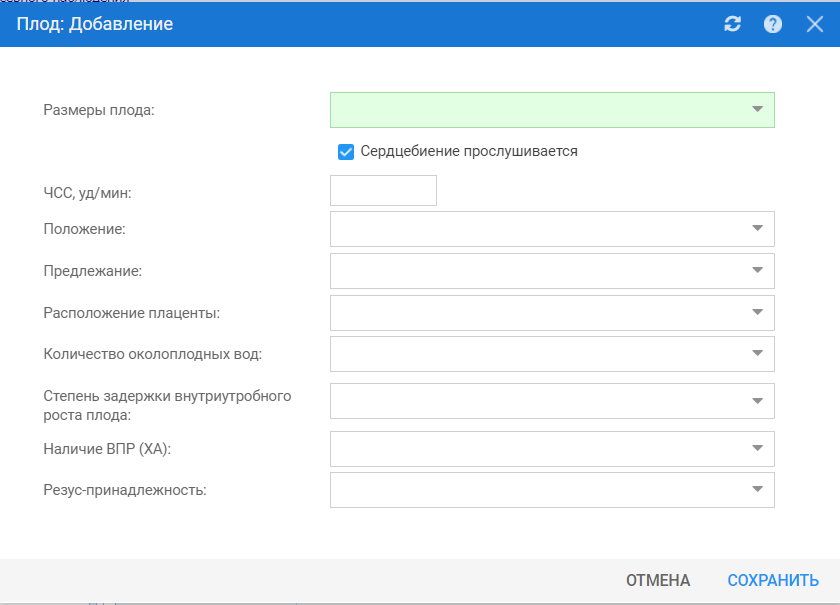 Плод: Добавление
Размеры плода:
Сердцебиение прослушивается
ЧСС, уд/мин:
Положение:
Предлежание:
Расположение плаценты:
Количество околоплодных вод:
Степень задержки внутриутробного
роста плода:
Наличие ВПР (ХА):
Резус-принадлежность:
ОТМЕНА СОХРАНИТЬ